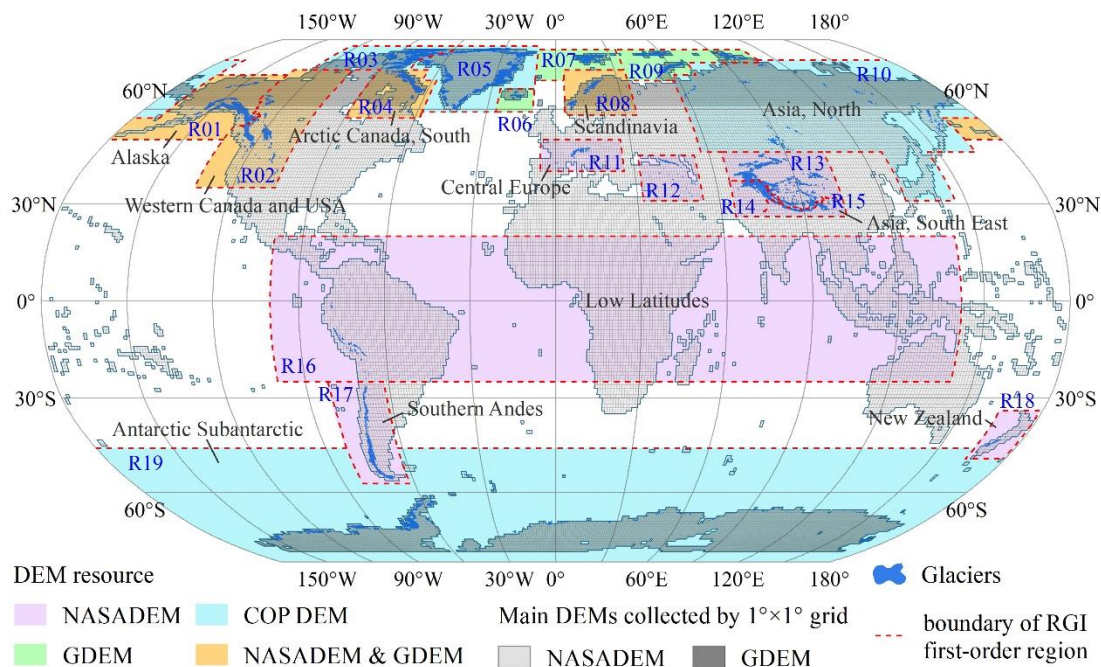 150°W 90°W 0° 60°E 120°E 180°
R03 R05 R07 R09 R10
60°N 60°N
R04 R08 Asia, North
R01 Arctic Canada, South R06 Scandinavia
Alaska
R02 R11 R13
Central Europe R12
Western Canada and USA R14 R15
30°N Asia, South East 30°N
0° Low Latitudes 0°
R16
R17
30°S Southern Andes R18 30°S
Antarctic Subantarctic New Zealand
R19
60°S 60°S
150°W 90°W 0° 60°E 120°E 180°
DEM resource
NASADEM COP DEM
GDEM NASADEM & GDEM
Main DEMs collected by 1°×1° grid
NASADEM GDEM
Glaciers
boundary of RGI
first-order region